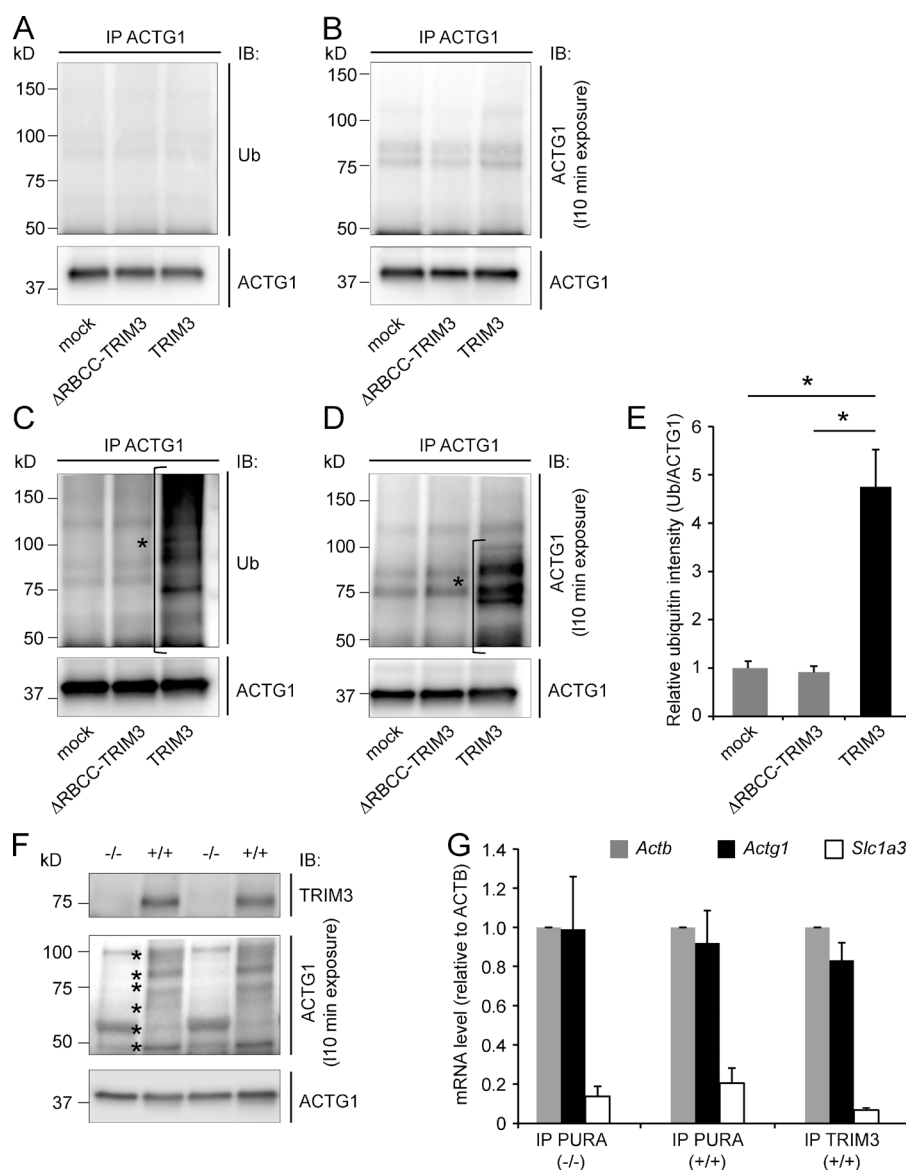 A
IP ACTG1
kD
IB:
150
100
75
50
Ub
37
ACTG1
mock
ΔRBCC-TRIM3
TRIM3
B
IP ACTG1
kD
IB:
150
100
75
50
ACTG1
(I10 min exposure)
37
ACTG1
mock
ΔRBCC-TRIM3
TRIM3
C
IP ACTG1
kD
IB:
150
100
75
50
*
Ub
37
ACTG1
mock
ΔRBCC-TRIM3
TRIM3
D
IP ACTG1
kD
IB:
150
100
75
50
*
ACTG1
(I10 min exposure)
37
ACTG1
mock
ΔRBCC-TRIM3
TRIM3
E
*
*
Relative ubiquitin intensity (Ub/ACTG1)
6
5
4
3
2
1
0
mock
ΔRBCC-TRIM3
TRIM3
F
kD
-/- +/+ -/- +/+
IB:
75
TRIM3
100
75
50
*
*
*
*
*
*
ACTG1
(I10 min exposure)
37
ACTG1
G
Actb Actg1 Slc1a3
mRNA level (relative to ACTB)
1.4
1.2
1.0
0.8
0.6
0.4
0.2
0
IP PURA IP PURA IP TRIM3
(-/-) (+/+) (+/+)